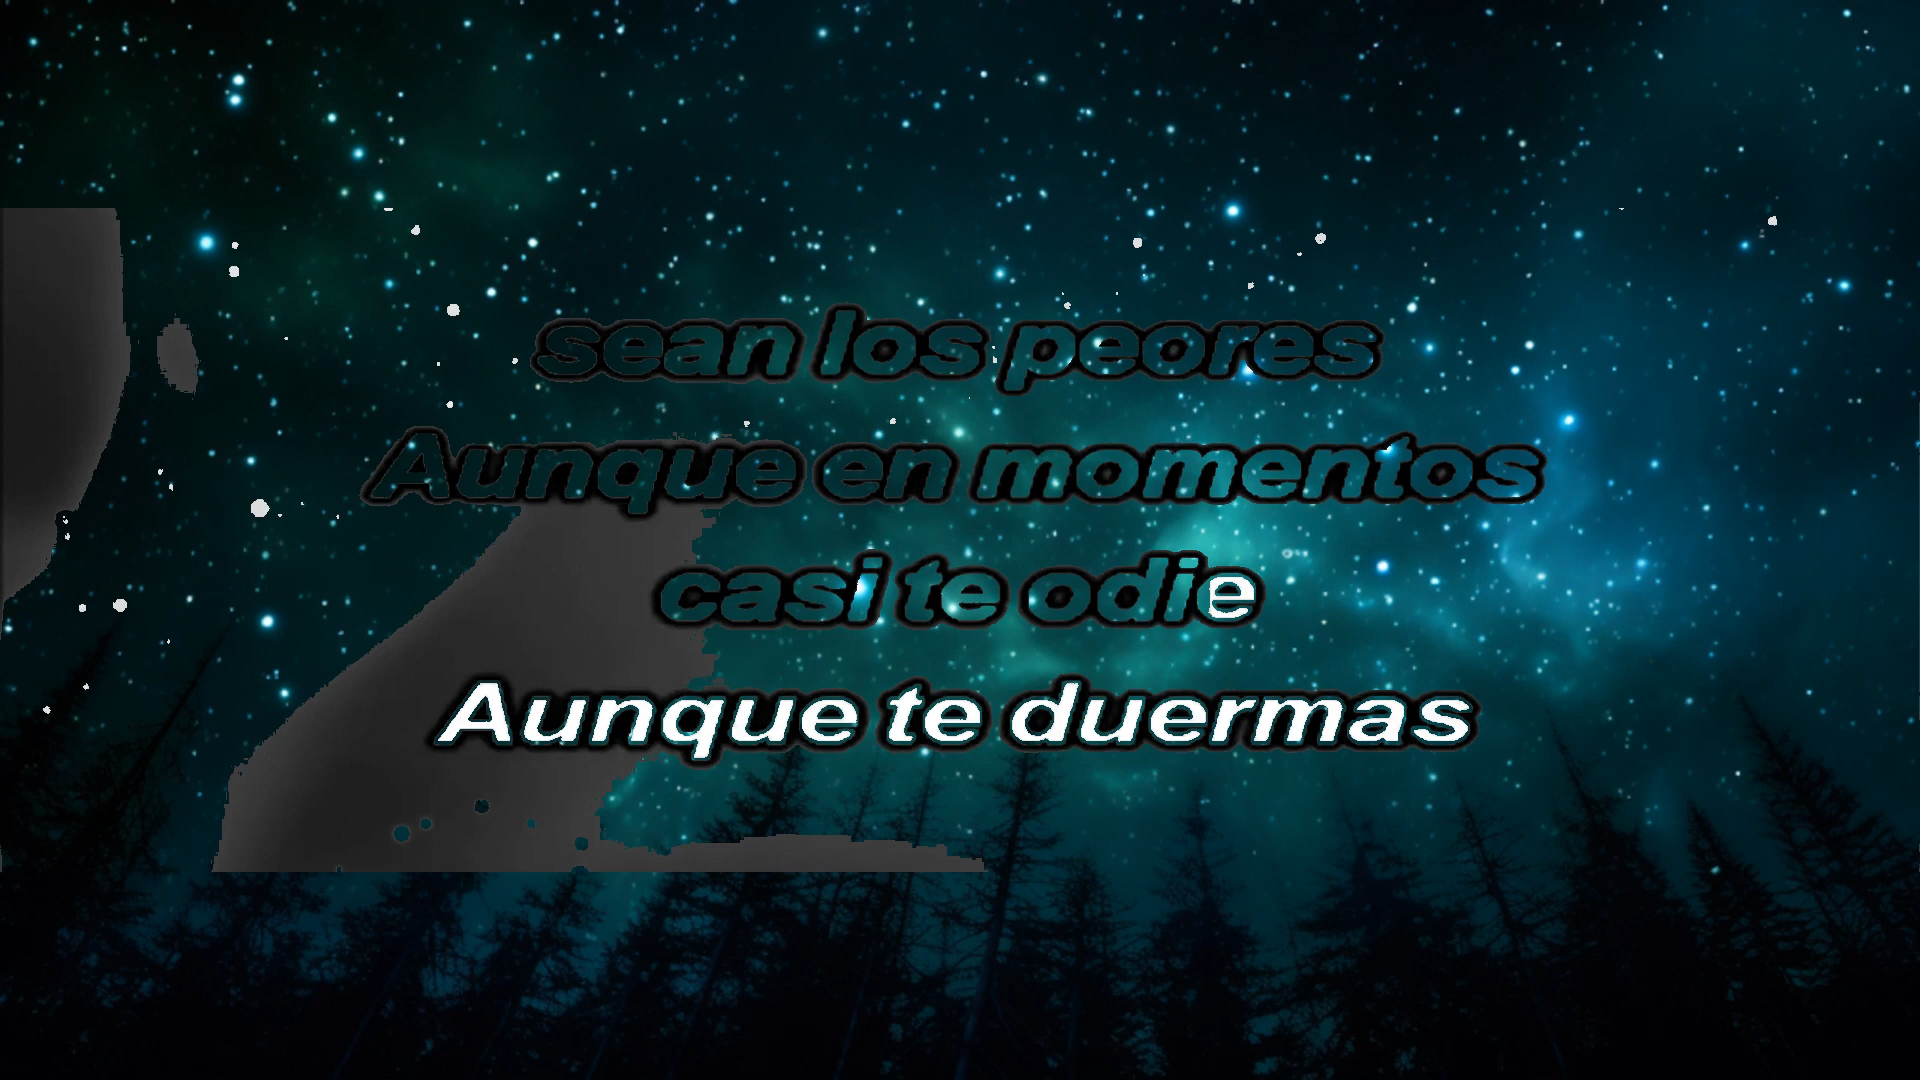 sean los peores
Aunque en momentos
casi te odie
Aunque te duermas